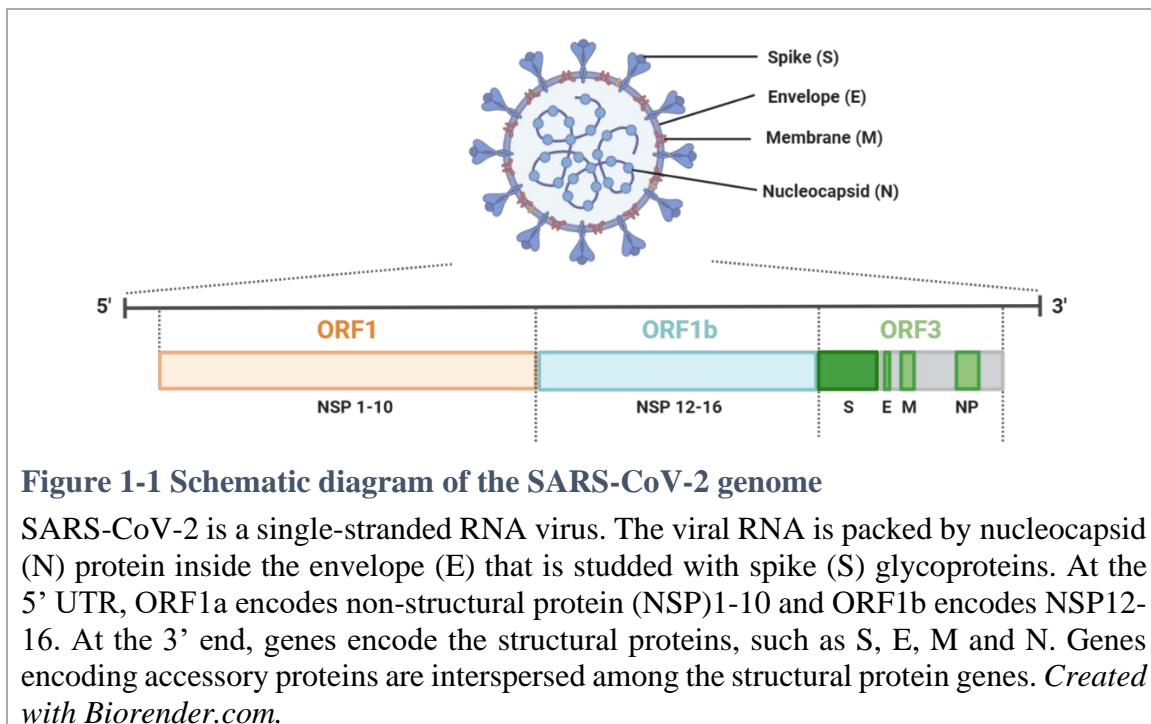 Spike (S)
Envelope (E)
Membrane (M)
Nucleocapsid (N)
5' 3'
ORF1 ORF1b ORF3
NSP 1-10 NSP 12-16 S E M NP
Figure 1-1 Schematic diagram of the SARS-CoV-2 genome
SARS-CoV-2 is a single-stranded RNA virus. The viral RNA is packed by nucleocapsid
(N) protein inside the envelope (E) that is studded with spike (S) glycoproteins. At the
5’ UTR, ORF1a encodes non-structural protein (NSP)1-10 and ORF1b encodes NSP12-
16. At the 3’ end, genes encode the structural proteins, such as S, E, M and N. Genes
encoding accessory proteins are interspersed among the structural protein genes. Created
with Biorender.com.